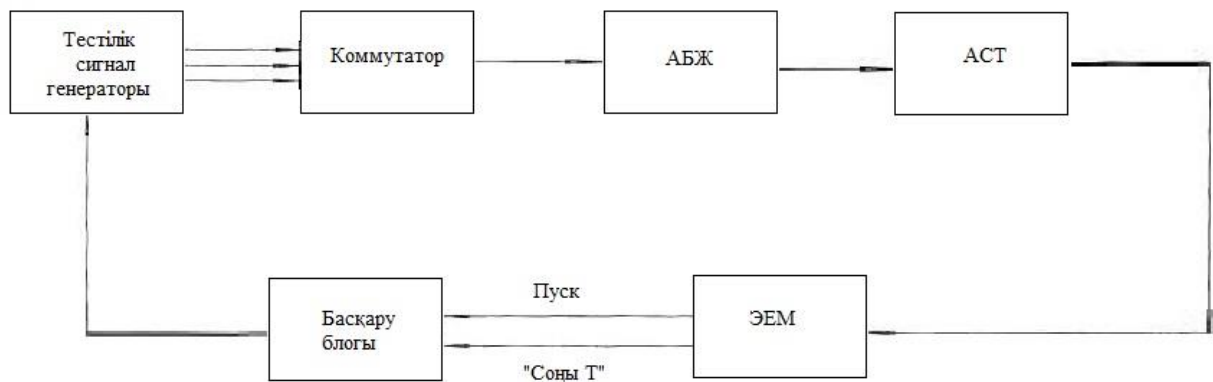 Тестілік
сигнал
генераторы
Коммутатор
АБЖ
АСТ
Басқару
блогы
Пуск
"Соңы Т"
ЭЕМ